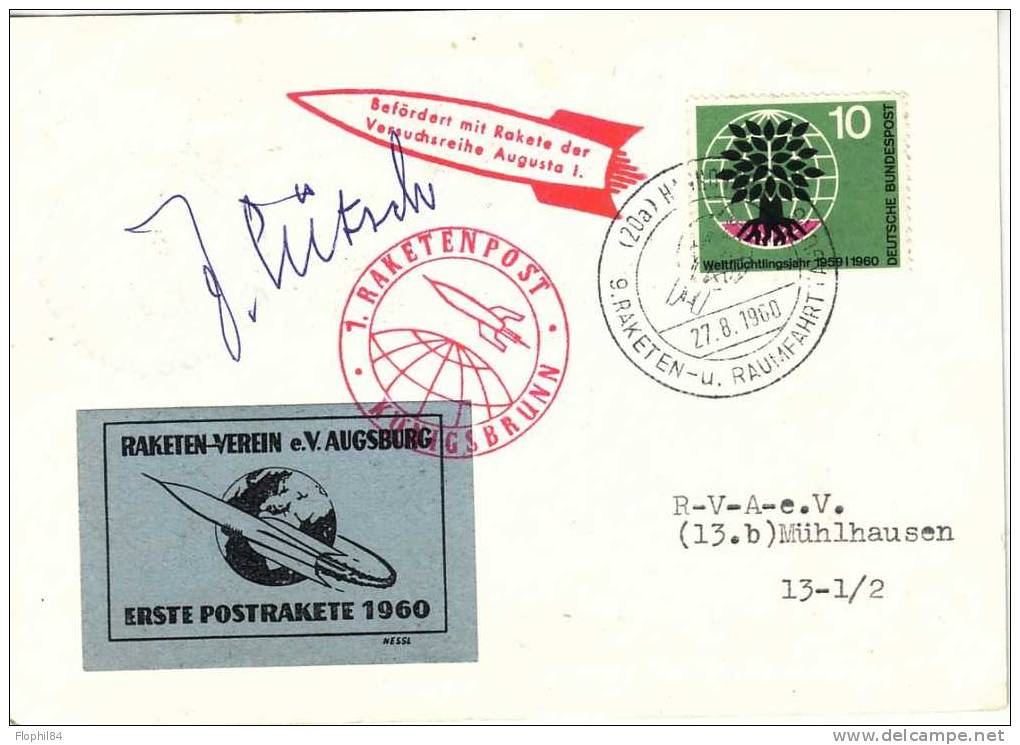 Befördert mit Rakete der
Versuchsreihe Augusta I.
10
DEUTSCHE BUNDESPOST
Weltflüchtlingsjahr 1959|1960
(20a)
27.8.1960
9. RAKETEN-u. RAUMFAHRT
1. RAKETENPOST
KÖNIGSBRUNN
RAKETEN-VEREIN e.V. AUGSBURG
ERSTE POSTRAKETE 1960
NESSL
R-V-A-e.V.
(13.b)Mühlhausen
13-1/2
Flophil84
www.delcampe.net